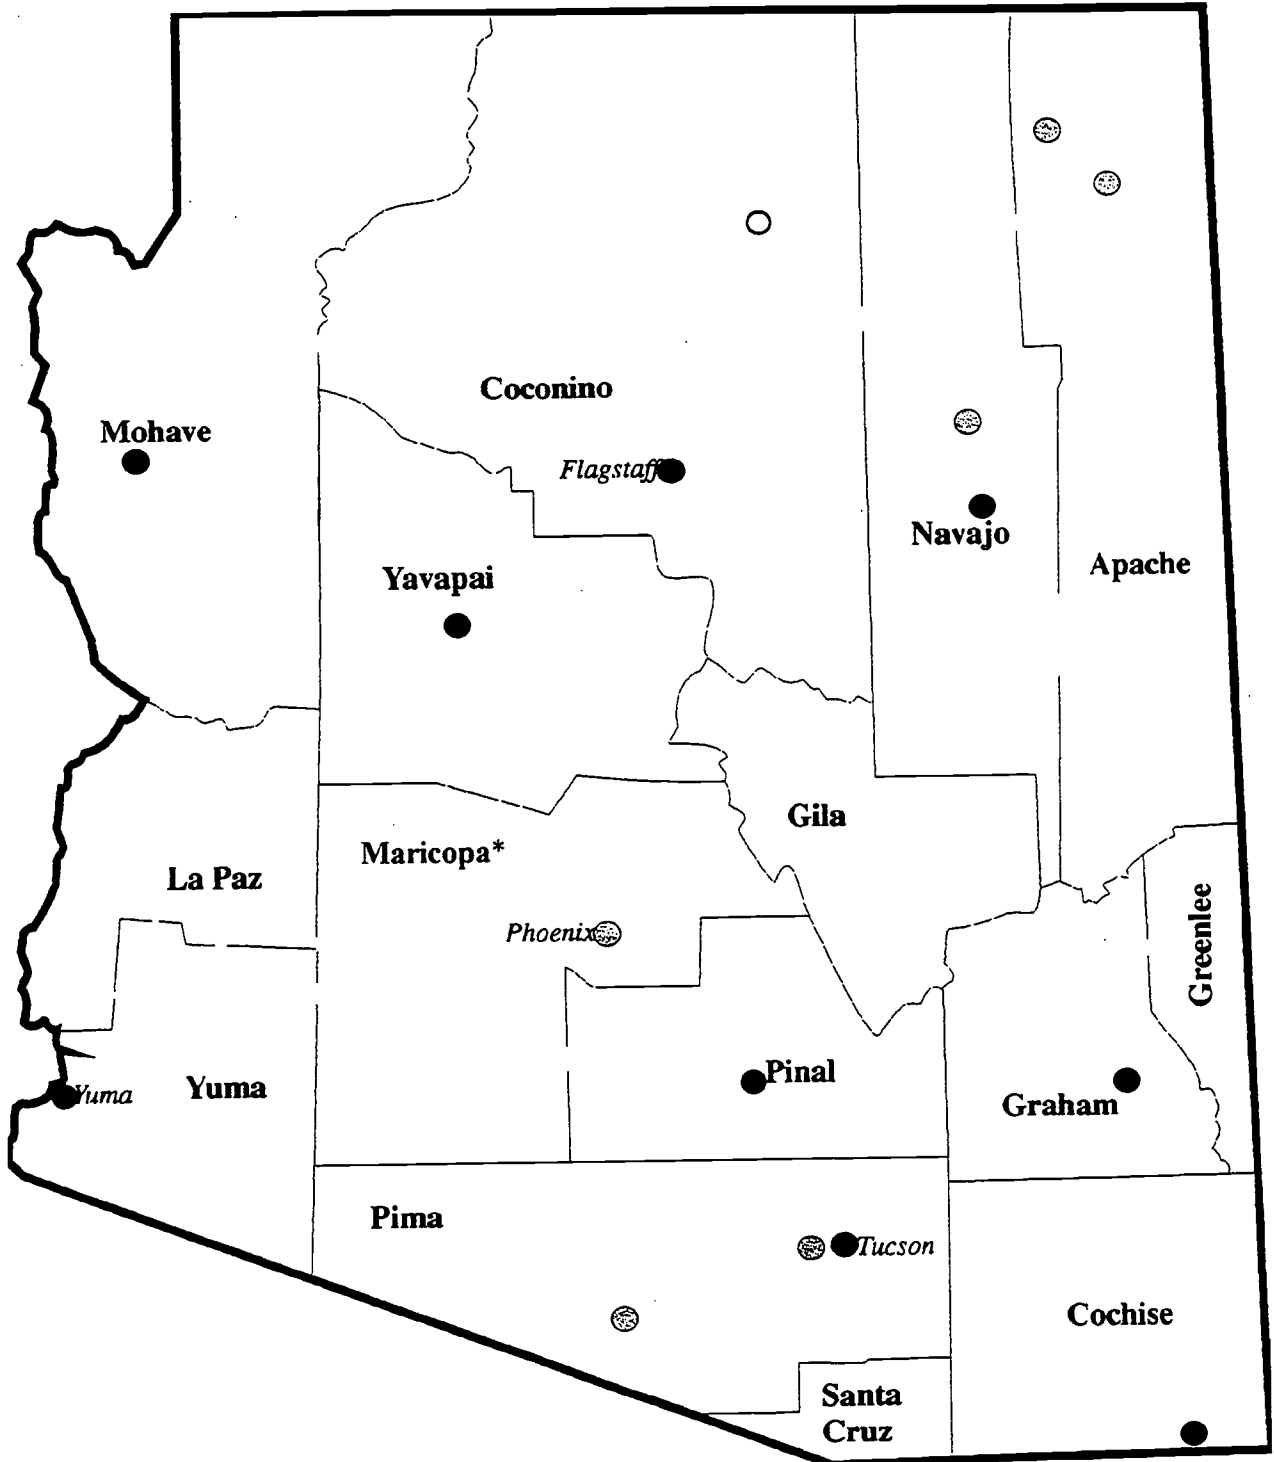 Coconino
Mohave
Flagstaff
Navajo
Apache
Yavapai
Gila
Maricopa*
La Paz
Greenlee
Phoenix
Pinal
Yuma
Yuma
Graham
Pima
Tucson
Cochise
Santa
Cruz